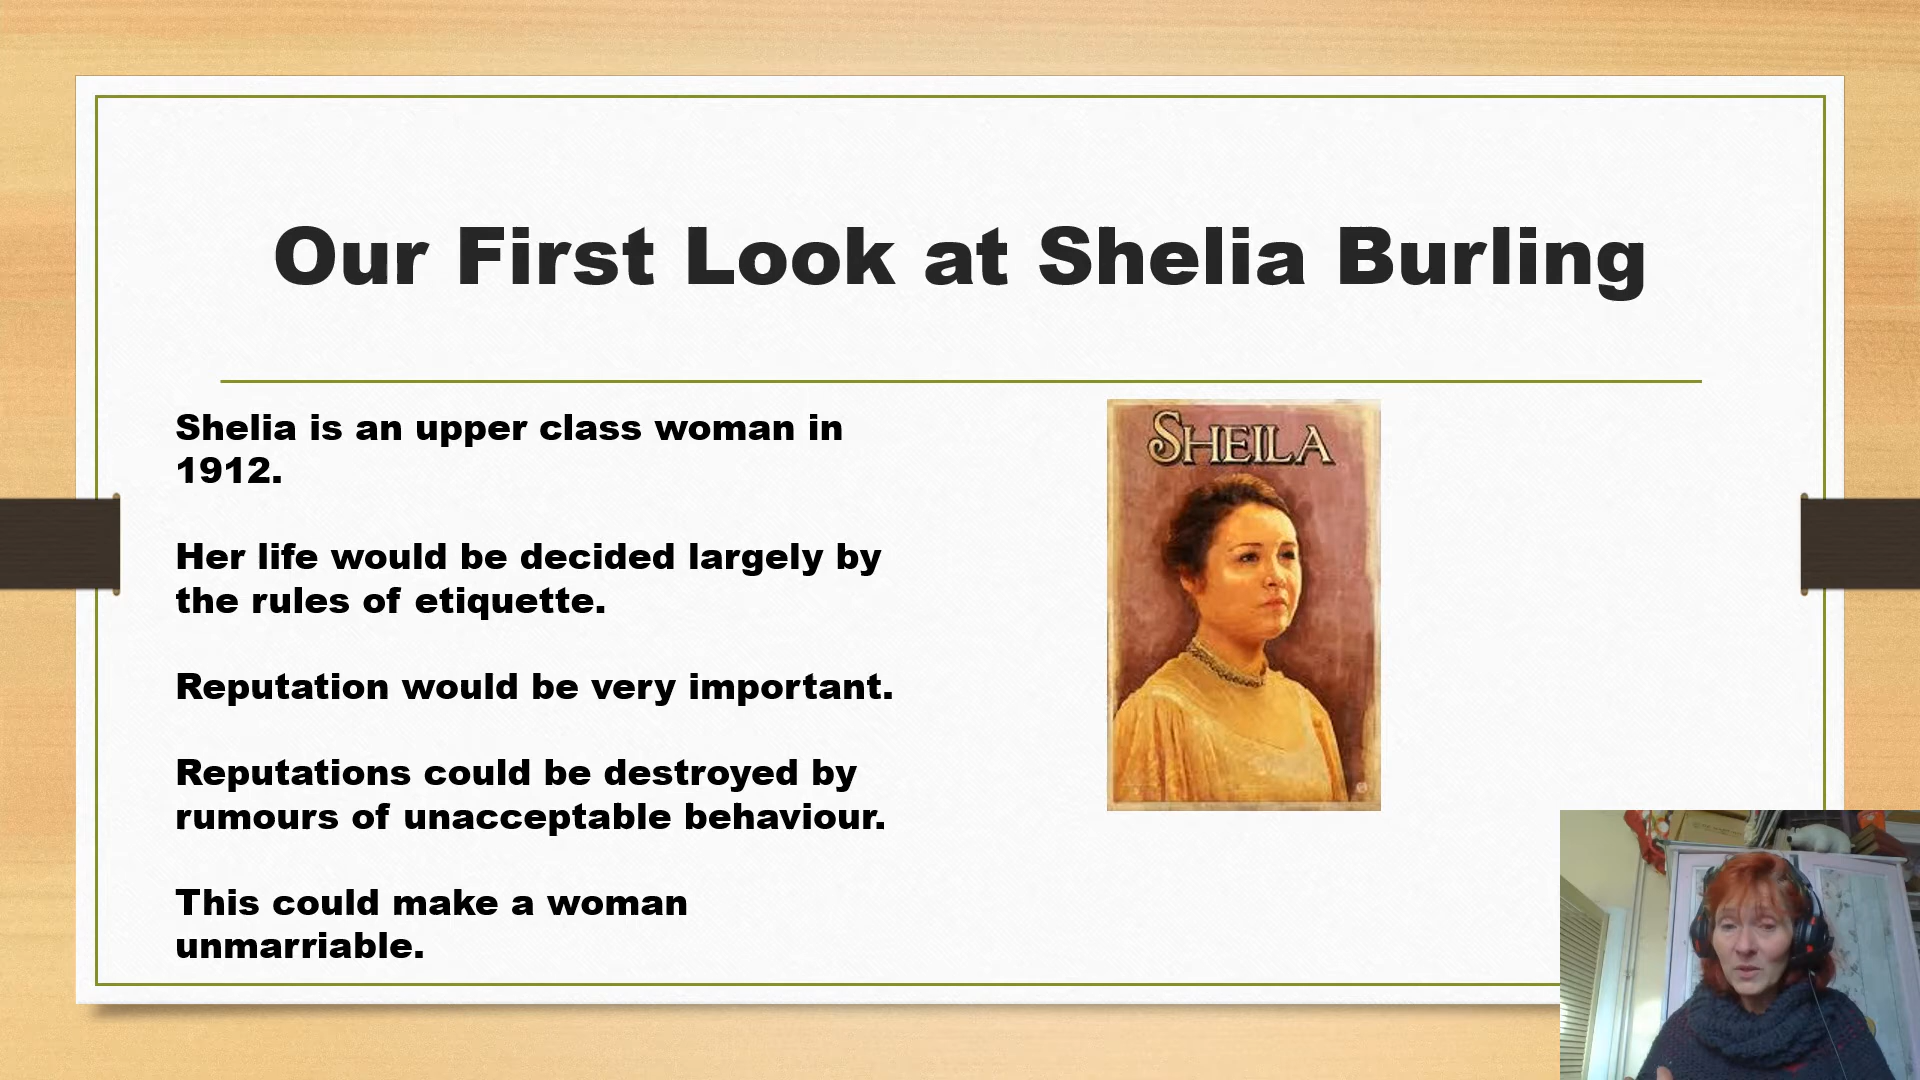 Our First Look at Shelia Burling
Shelia is an upper class woman in
1912.
Her life would be decided largely by
the rules of etiquette.
Reputation would be very important.
Reputations could be destroyed by
rumours of unacceptable behaviour.
This could make a woman
unmarriable.
SHEILA